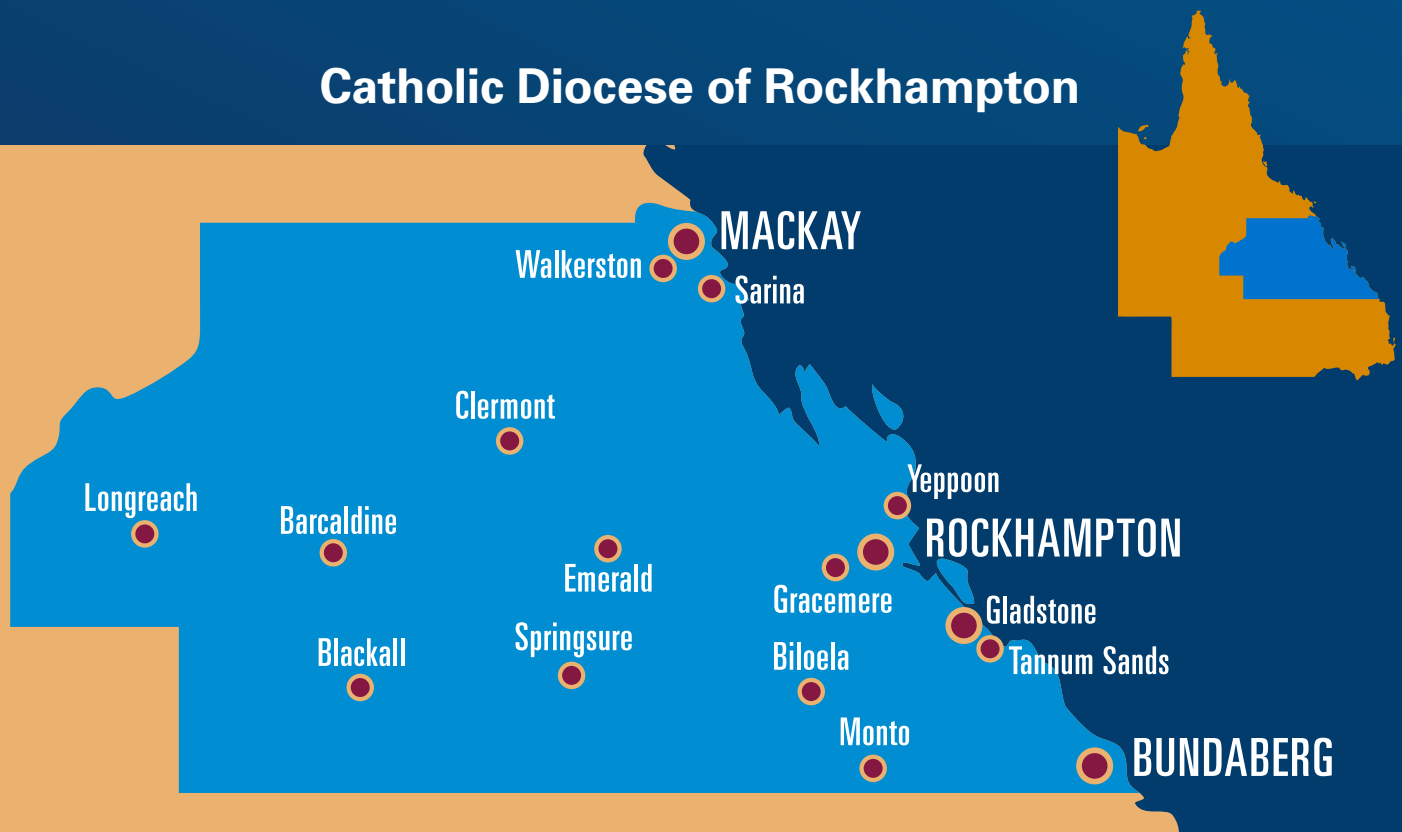 Catholic Diocese of Rockhampton
MACKAY
Walkerston
Sarina
Clermont
Yeppoon
Longreach
Barcaldine
ROCKHAMPTON
Emerald
Gracemere
Gladstone
Springsure
Blackall
Biloela
Tannum Sands
Monto
BUNDABERG